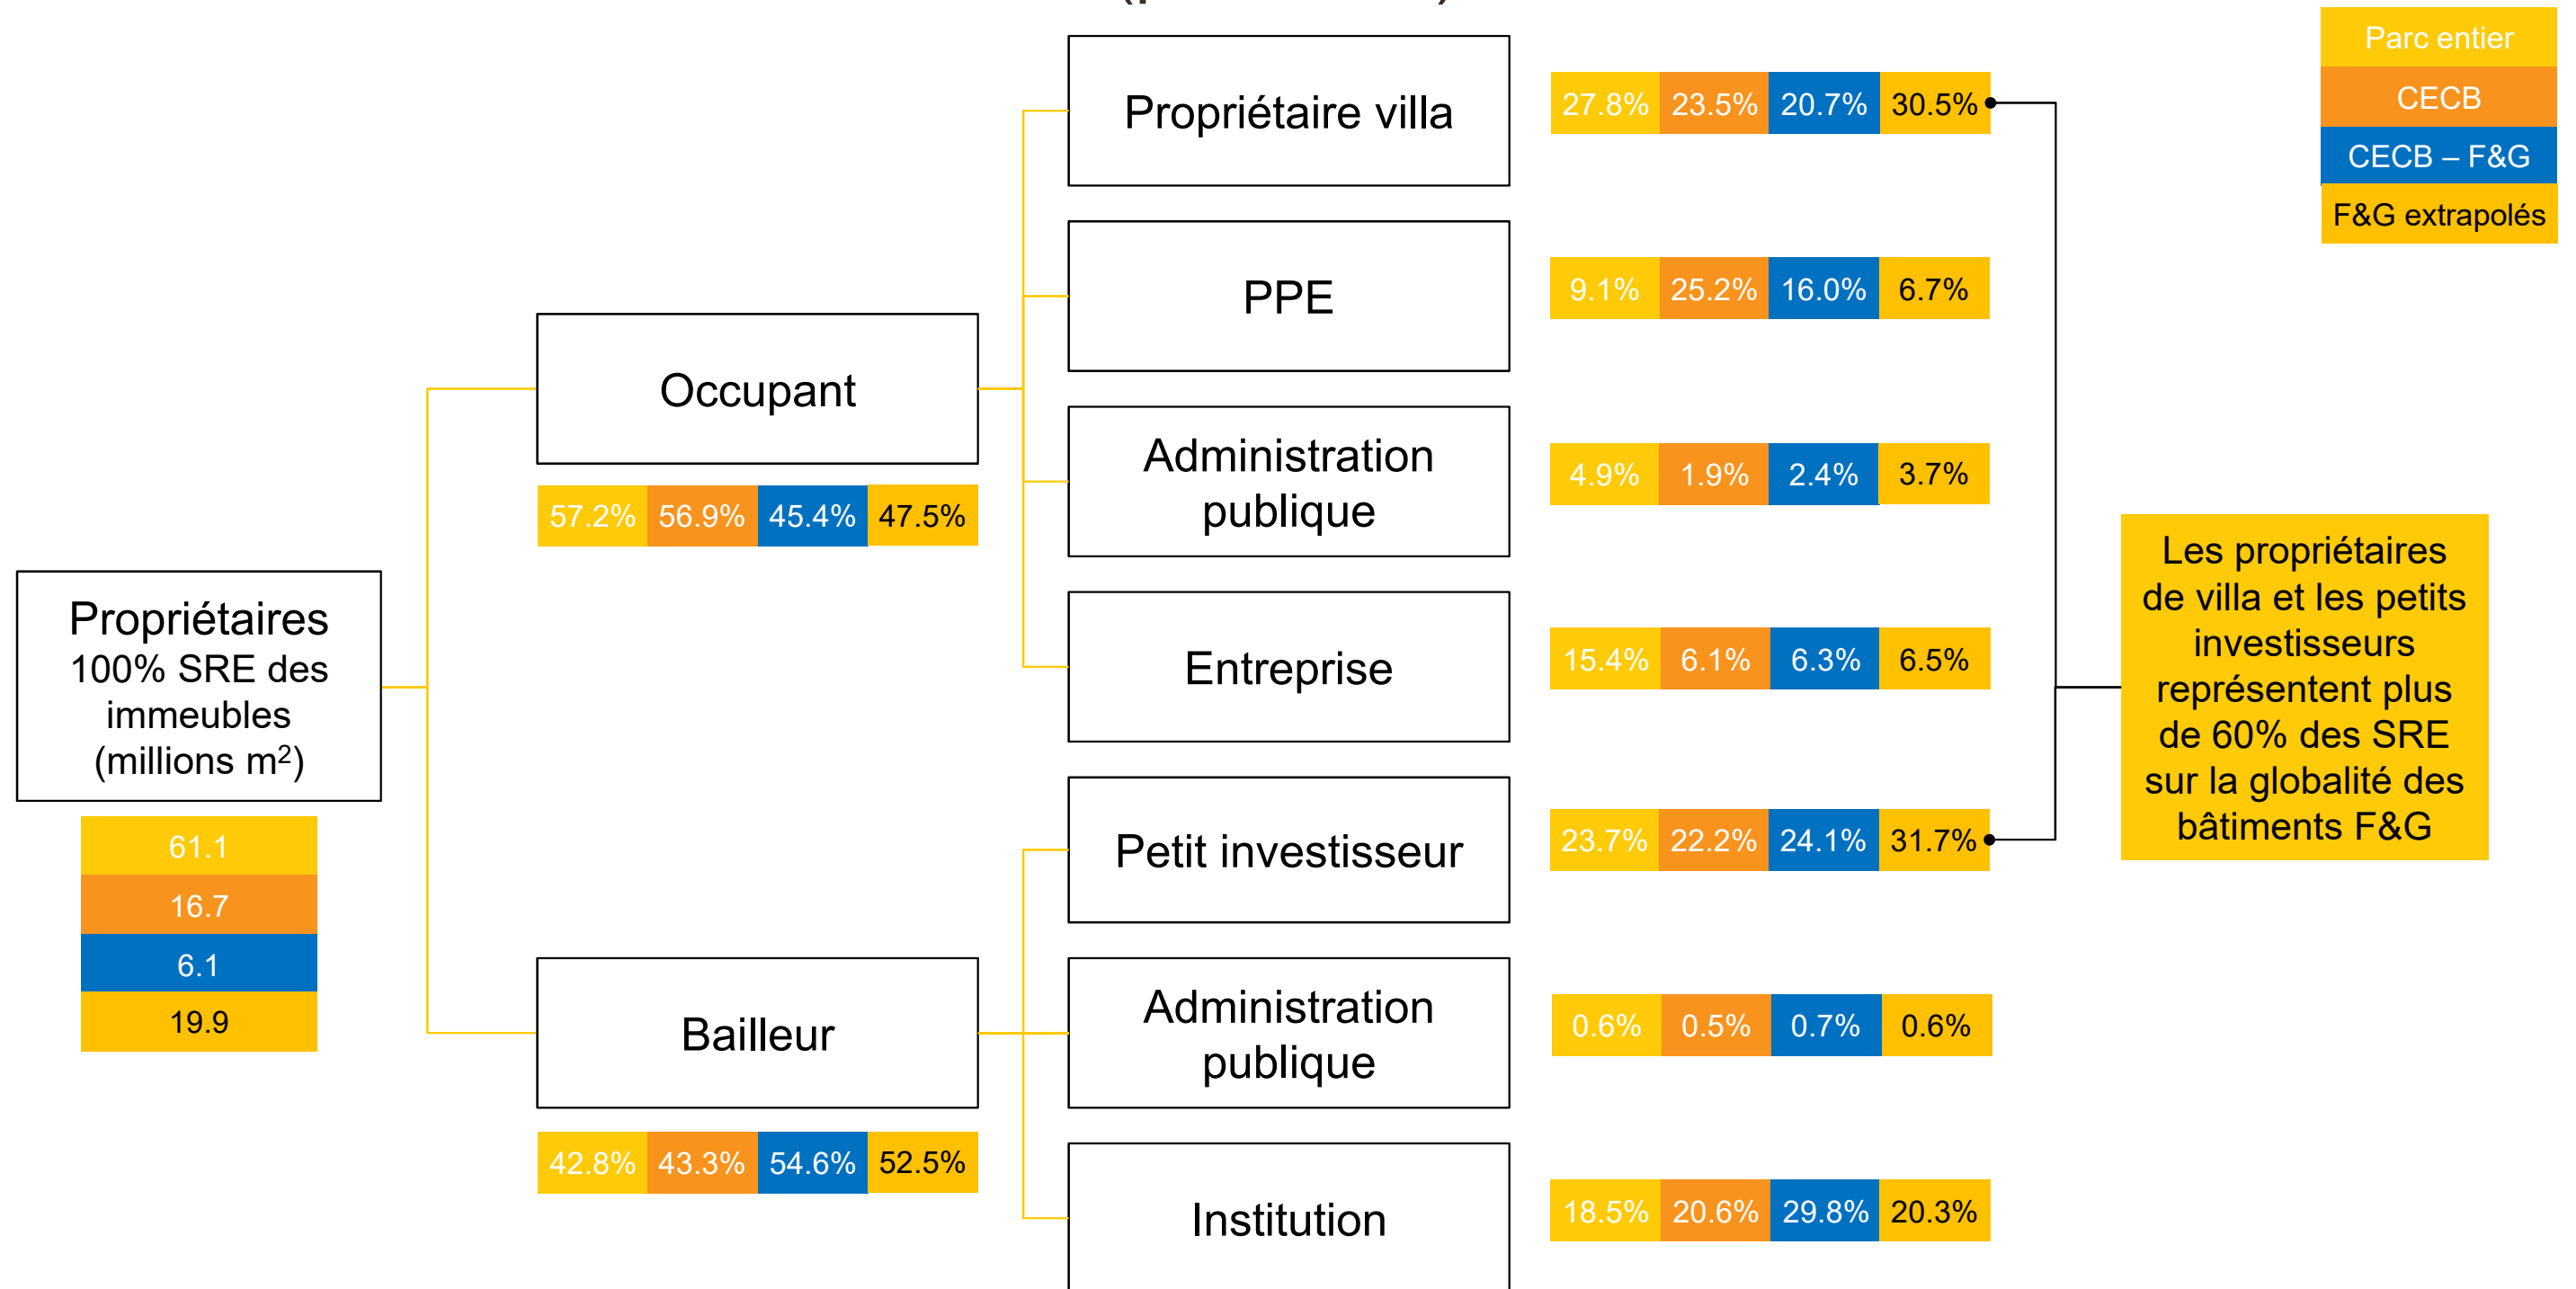 Parc entier
CECB
CECB – F&G
F&G extrapolés
Propriétaire villa
27.8% 23.5% 20.7% 30.5%
PPE
9.1% 25.2% 16.0% 6.7%
Occupant
57.2% 56.9% 45.4% 47.5%
Administration
publique
4.9% 1.9% 2.4% 3.7%
Entreprise
15.4% 6.1% 6.3% 6.5%
Propriétaires
100% SRE des
immeubles
(millions m²)
61.1
16.7
6.1
19.9
Petit investisseur
23.7% 22.2% 24.1% 31.7%
Bailleur
42.8% 43.3% 54.6% 52.5%
Administration
publique
0.6% 0.5% 0.7% 0.6%
Institution
18.5% 20.6% 29.8% 20.3%
Les propriétaires
de villa et les petits
investisseurs
représentent plus
de 60% des SRE
sur la globalité des
bâtiments F&G